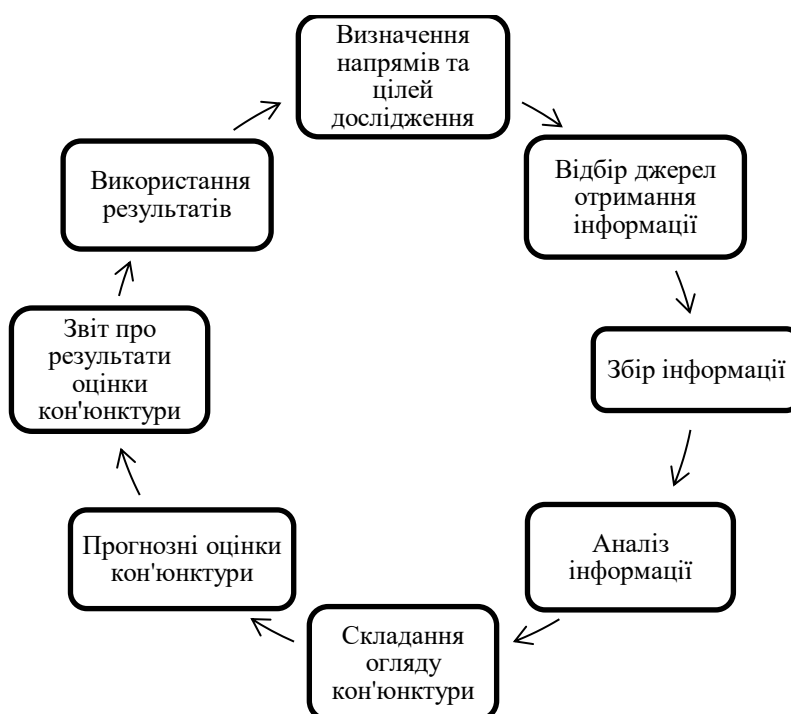 Визначення
напрямів та
цілей
дослідження
Відбір джерел
отримання
інформації
Збір інформації
Аналіз
інформації
Складання
огляду
кон'юнктури
Прогнозні оцінки
кон'юнктури
Звіт про
результати
оцінки
кон'юнктури
Використання
результатів